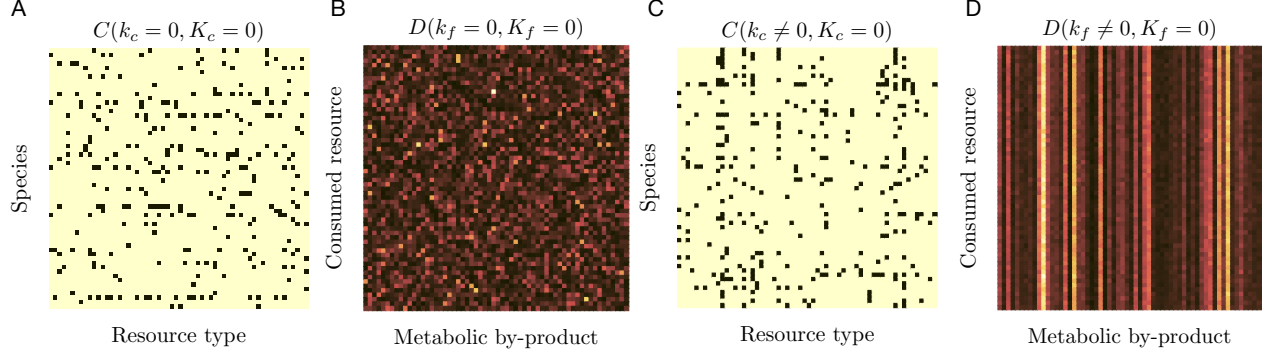 A
C(k_c = 0, K_c = 0)
Species
Resource type
B
D(k_f = 0, K_f = 0)
Consumed resource
Metabolic by-product
C
C(k_c ≠ 0, K_c = 0)
Species
Resource type
D
D(k_f ≠ 0, K_f = 0)
Consumed resource
Metabolic by-product